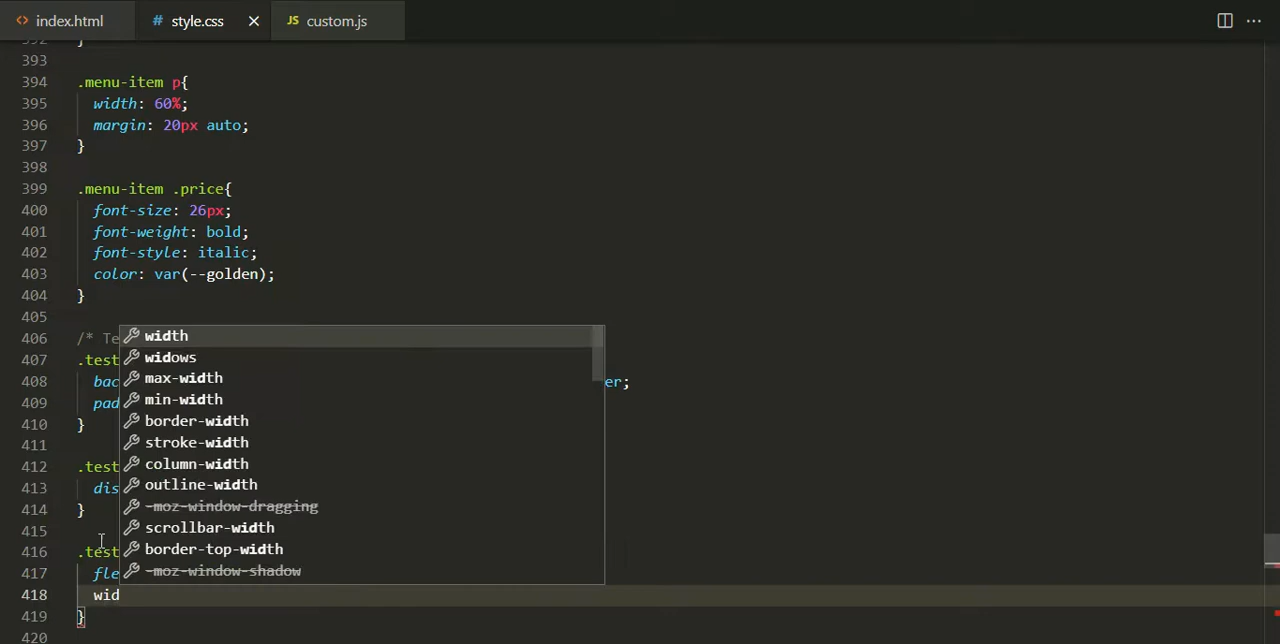 index.html
style.css
custom.js
393
394 .menu-item p{
395 width: 60%;
396 margin: 20px auto;
397 }
398
399 .menu-item .price{
400 font-size: 26px;
401 font-weight: bold;
402 font-style: italic;
403 color: var(--golden);
404 }
405
406 /* Te
407 .test
408 bac er;
409 pad
410 }
411
412 .test
413 dis
414 }
415
416 .test
417 fle
418 wid
419 }
420
width
widows
max-width
min-width
border-width
stroke-width
column-width
outline-width
-moz-window-dragging
scrollbar-width
border-top-width
-moz-window-shadow